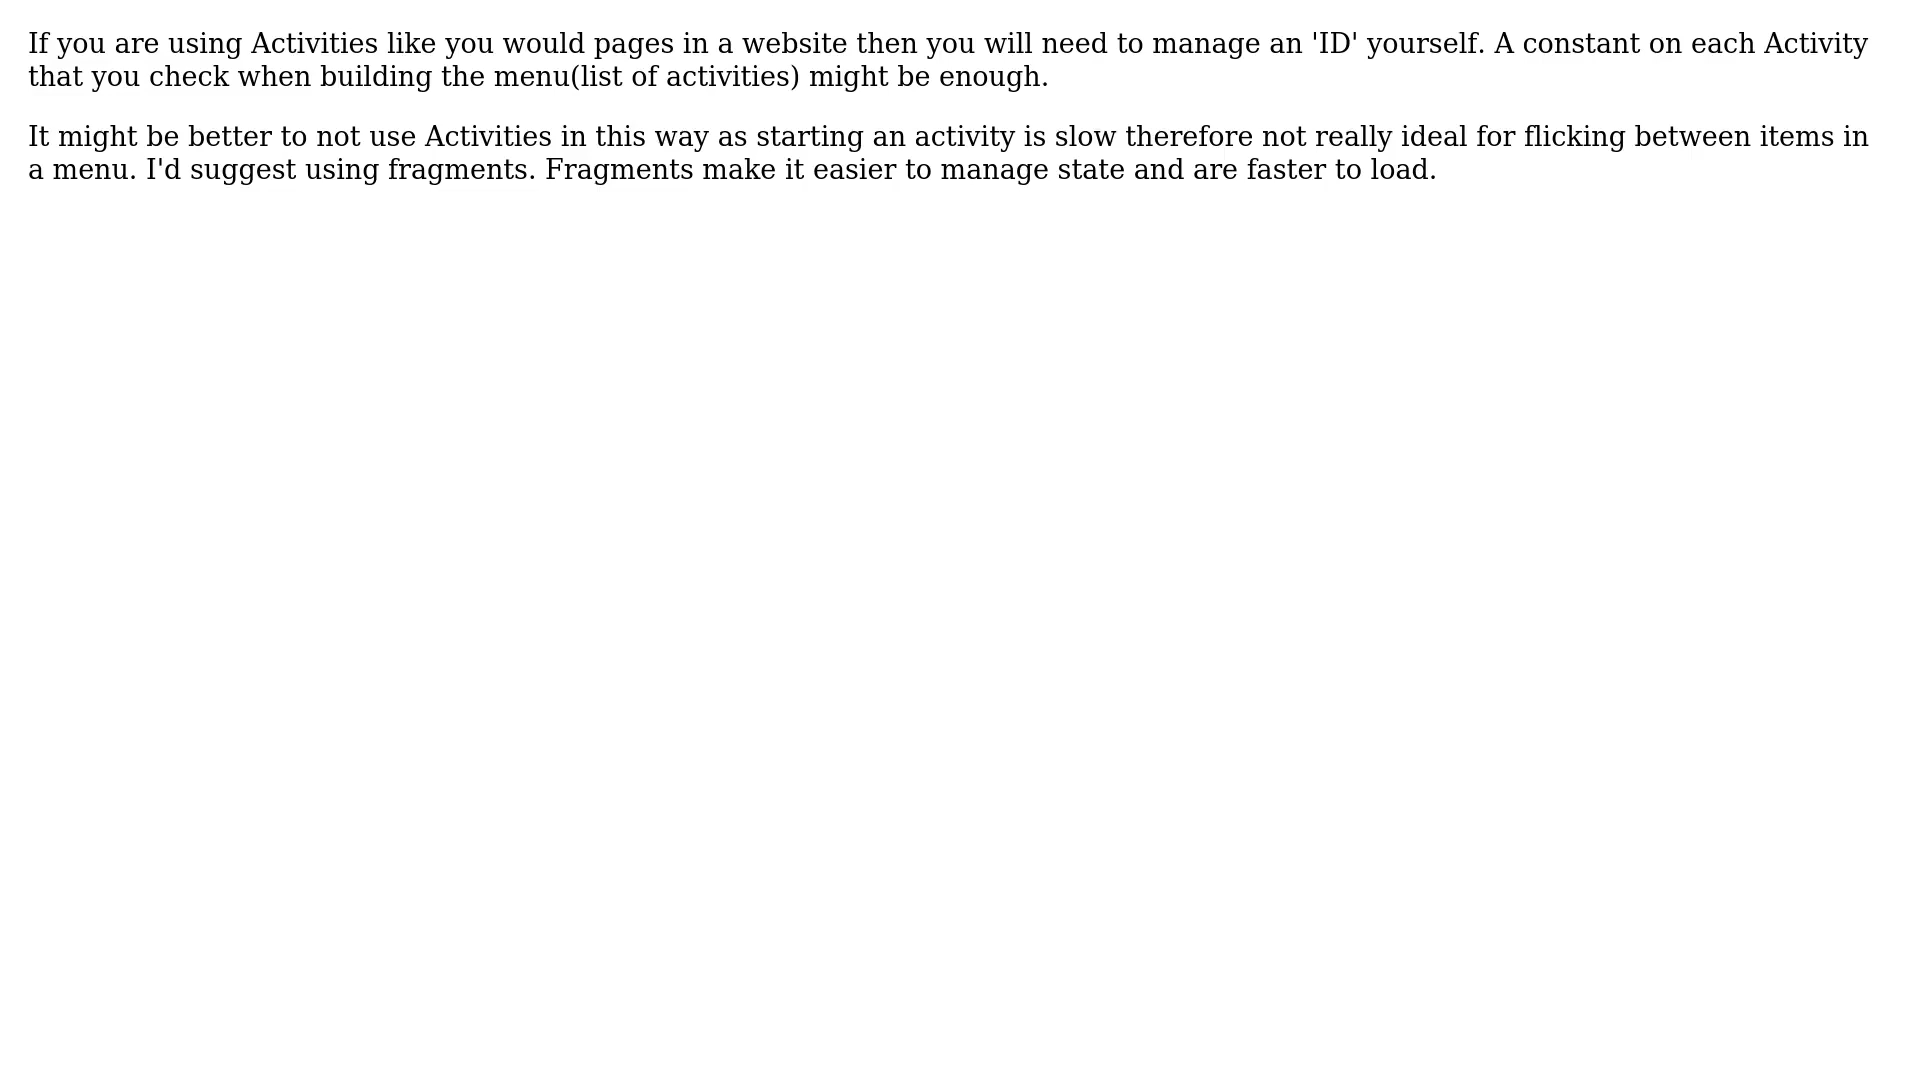 If you are using Activities like you would pages in a website then you will need to manage an 'ID' yourself. A constant on each Activity
that you check when building the menu(list of activities) might be enough.
It might be better to not use Activities in this way as starting an activity is slow therefore not really ideal for flicking between items in
a menu. I'd suggest using fragments. Fragments make it easier to manage state and are faster to load.